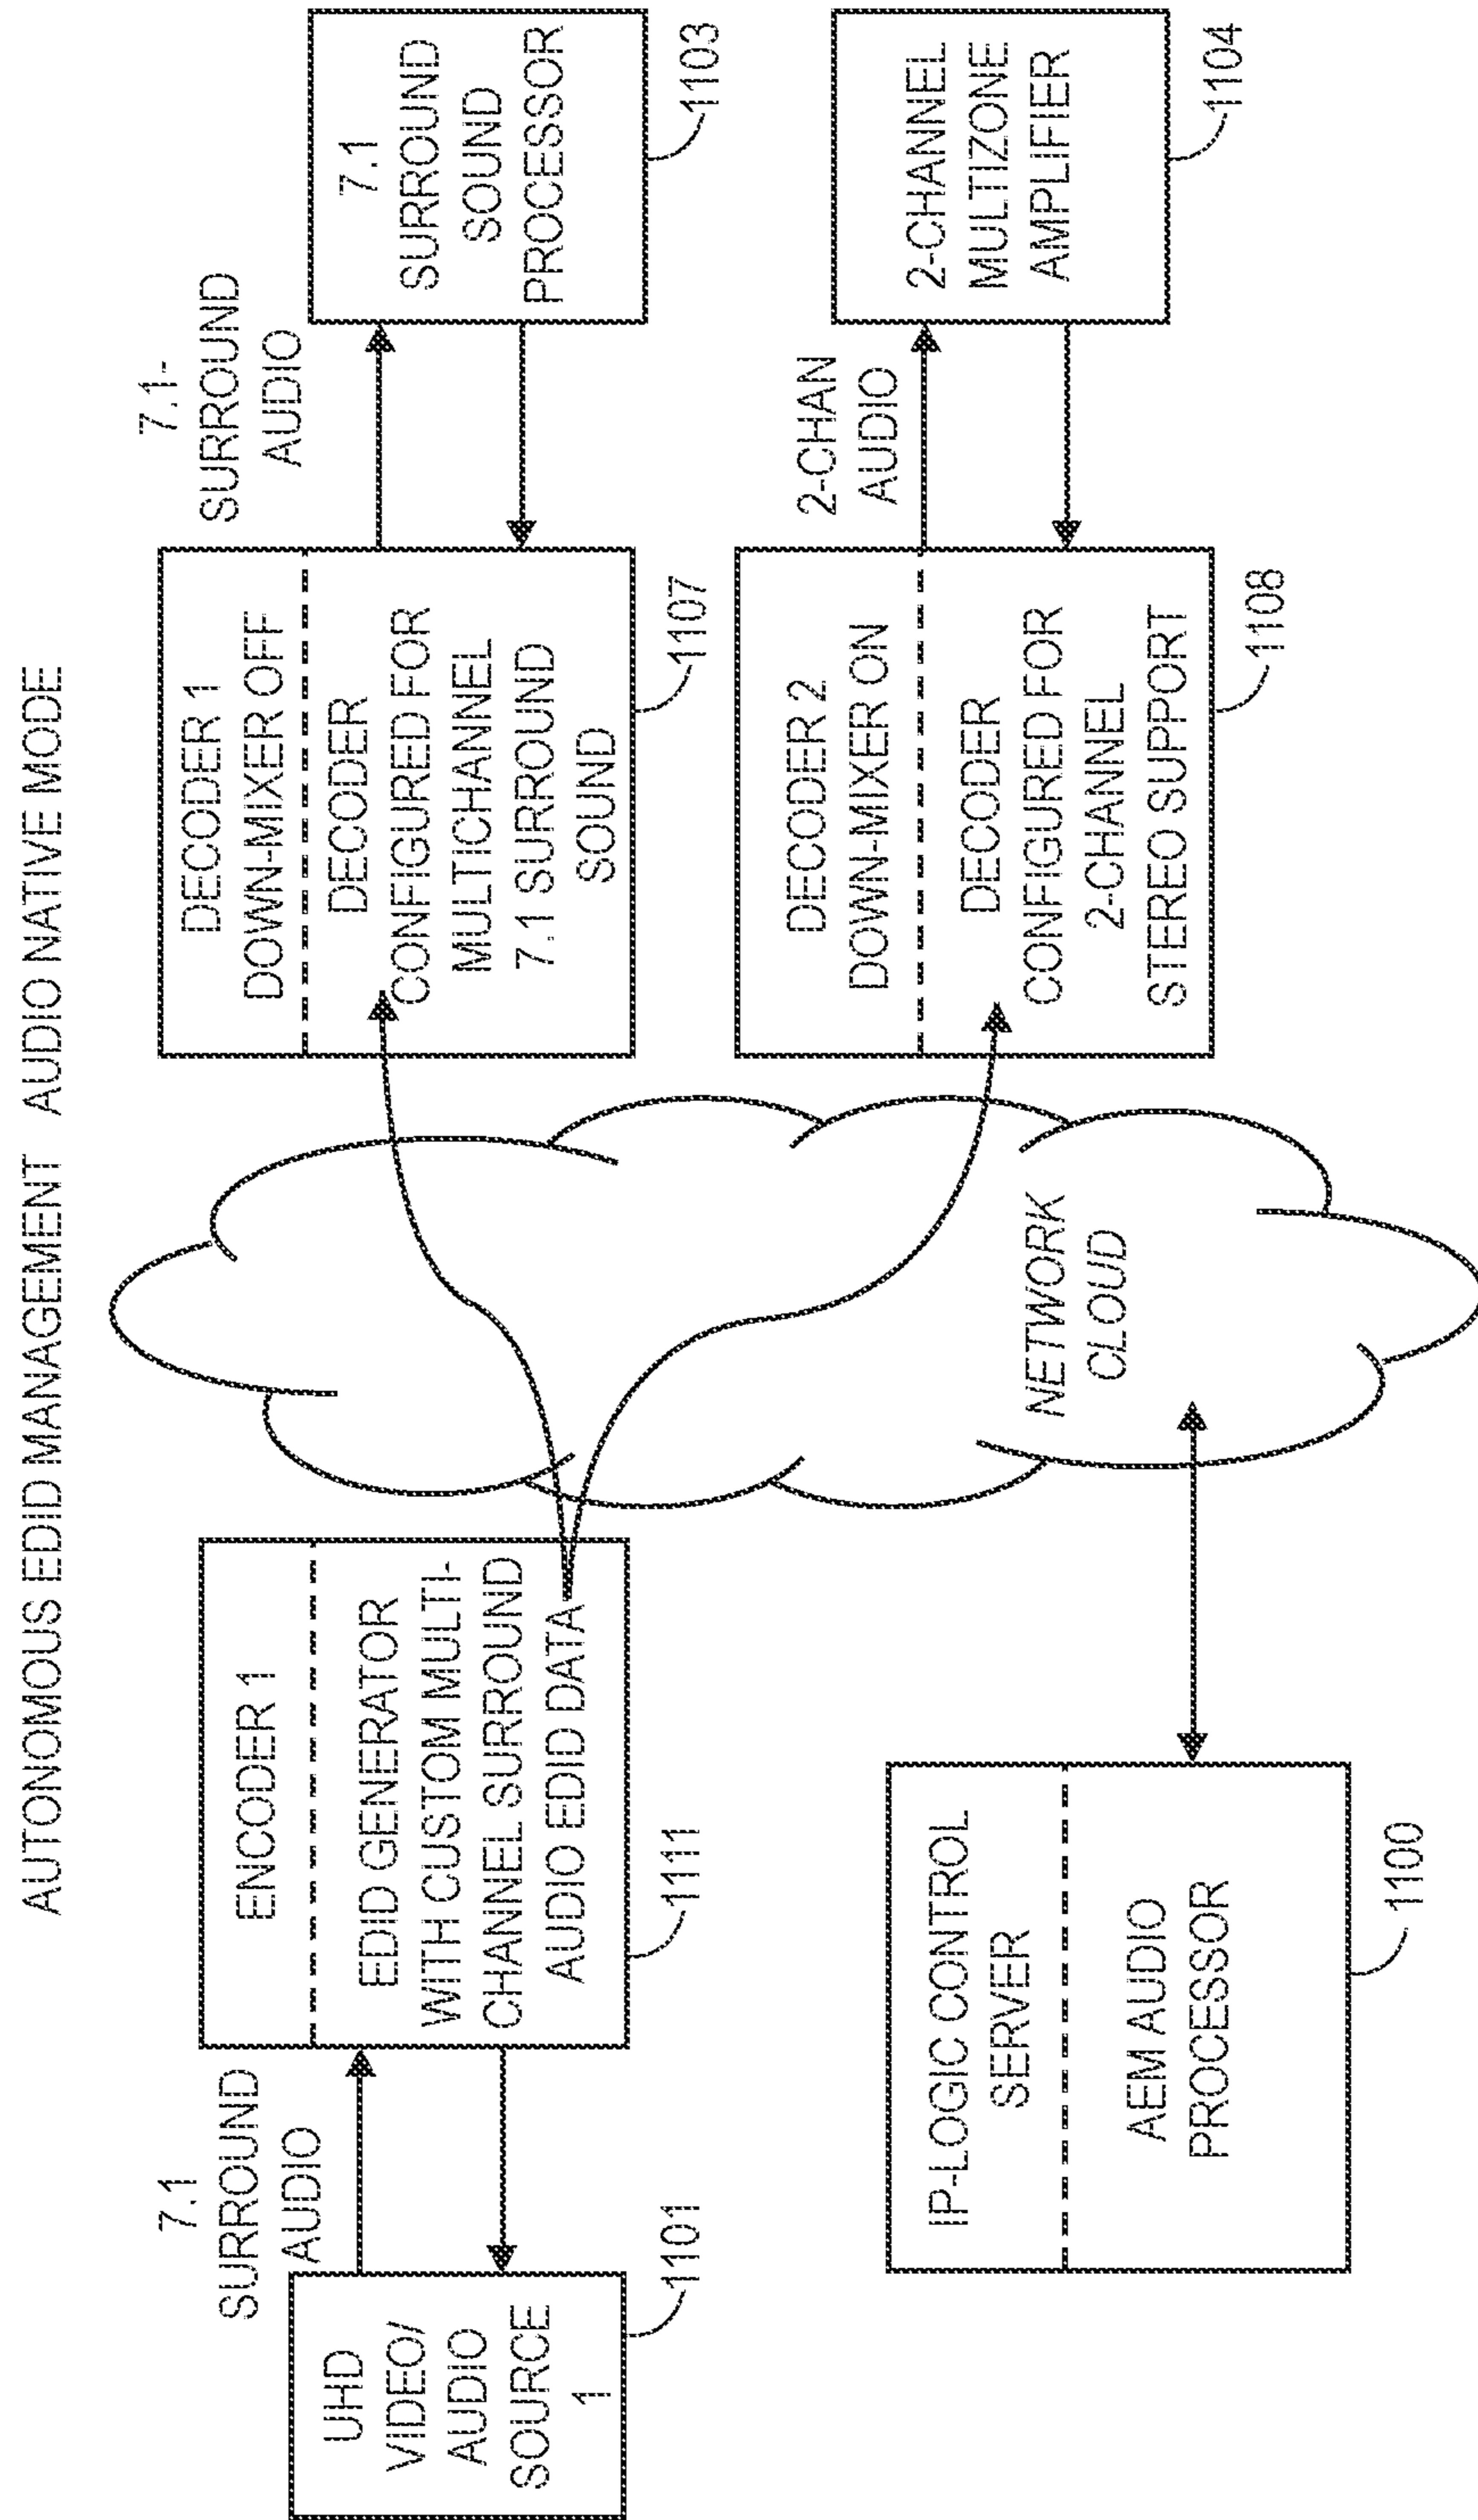 AUTONOMOUS EDID MANAGEMENT AUDIO NATIVE MODE
7.1
SURROUND
AUDIO
UHD
VIDEO/
AUDIO
SOURCE
1
1101
ENCODER 1
EDID GENERATOR
WITH CUSTOM MULTI-
CHANNEL SURROUND
AUDIO EDID DATA
1111
IP-LOGIC CONTROL
SERVER
AEM AUDIO
PROCESSOR
1100
NETWORK
CLOUD
DECODER 1
DOWN-MIXER OFF
DECODER
CONFIGURED FOR
MULTICHANNEL
7.1 SURROUND
SOUND
1107
DECODER 2
DOWN-MIXER ON
DECODER
CONFIGURED FOR
2-CHANNEL
STEREO SUPPORT
1108
7.1-
SURROUND
AUDIO
7.1
SURROUND
SOUND
PROCESSOR
1103
2-CHAN
AUDIO
2-CHANNEL
MULTIZONE
AMPLIFIER
1104